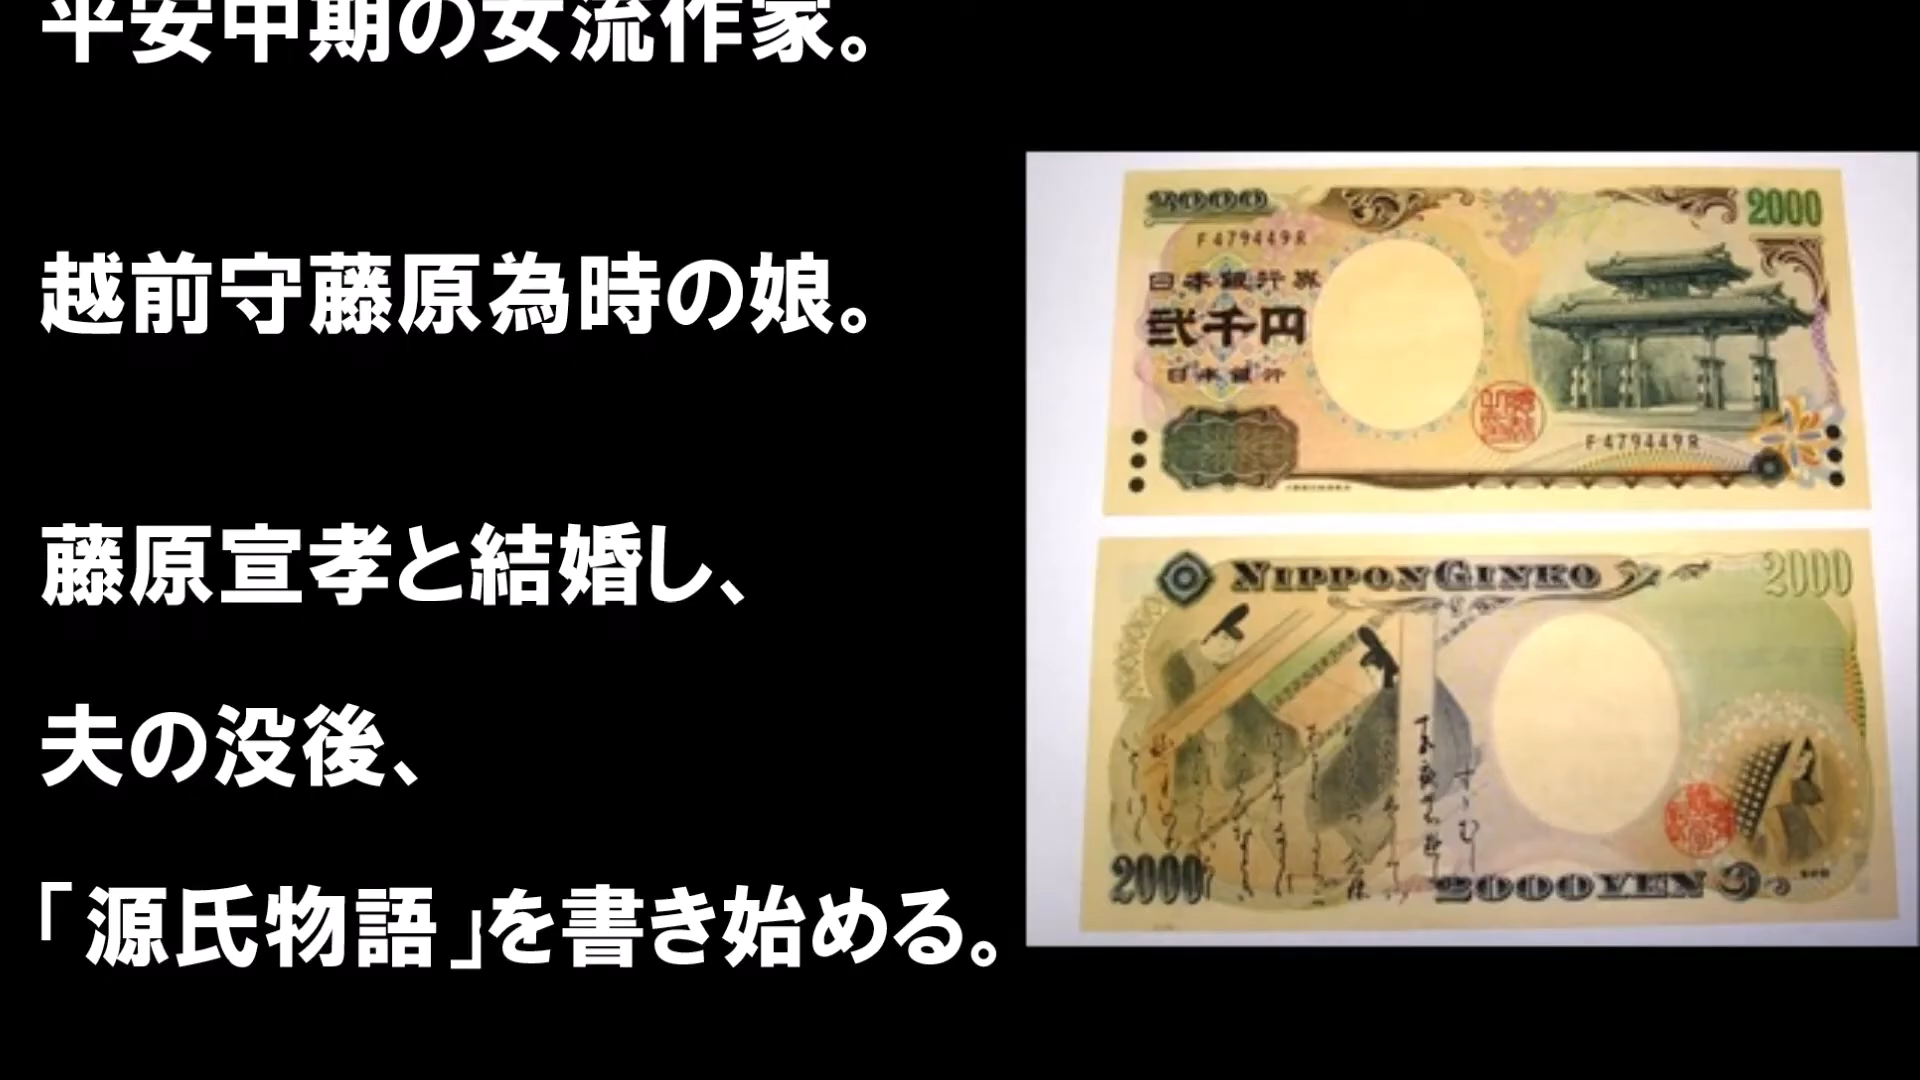 平安中期の女流作家。
越前守藤原為時の娘。
藤原宣孝と結婚し、
夫の没後、
「源氏物語」を書き始める。
2000
2000
F479449R
日本銀行券
弐千円
日本銀行
F479449R
NIPPON GINKO
2000
2000
2000 YEN